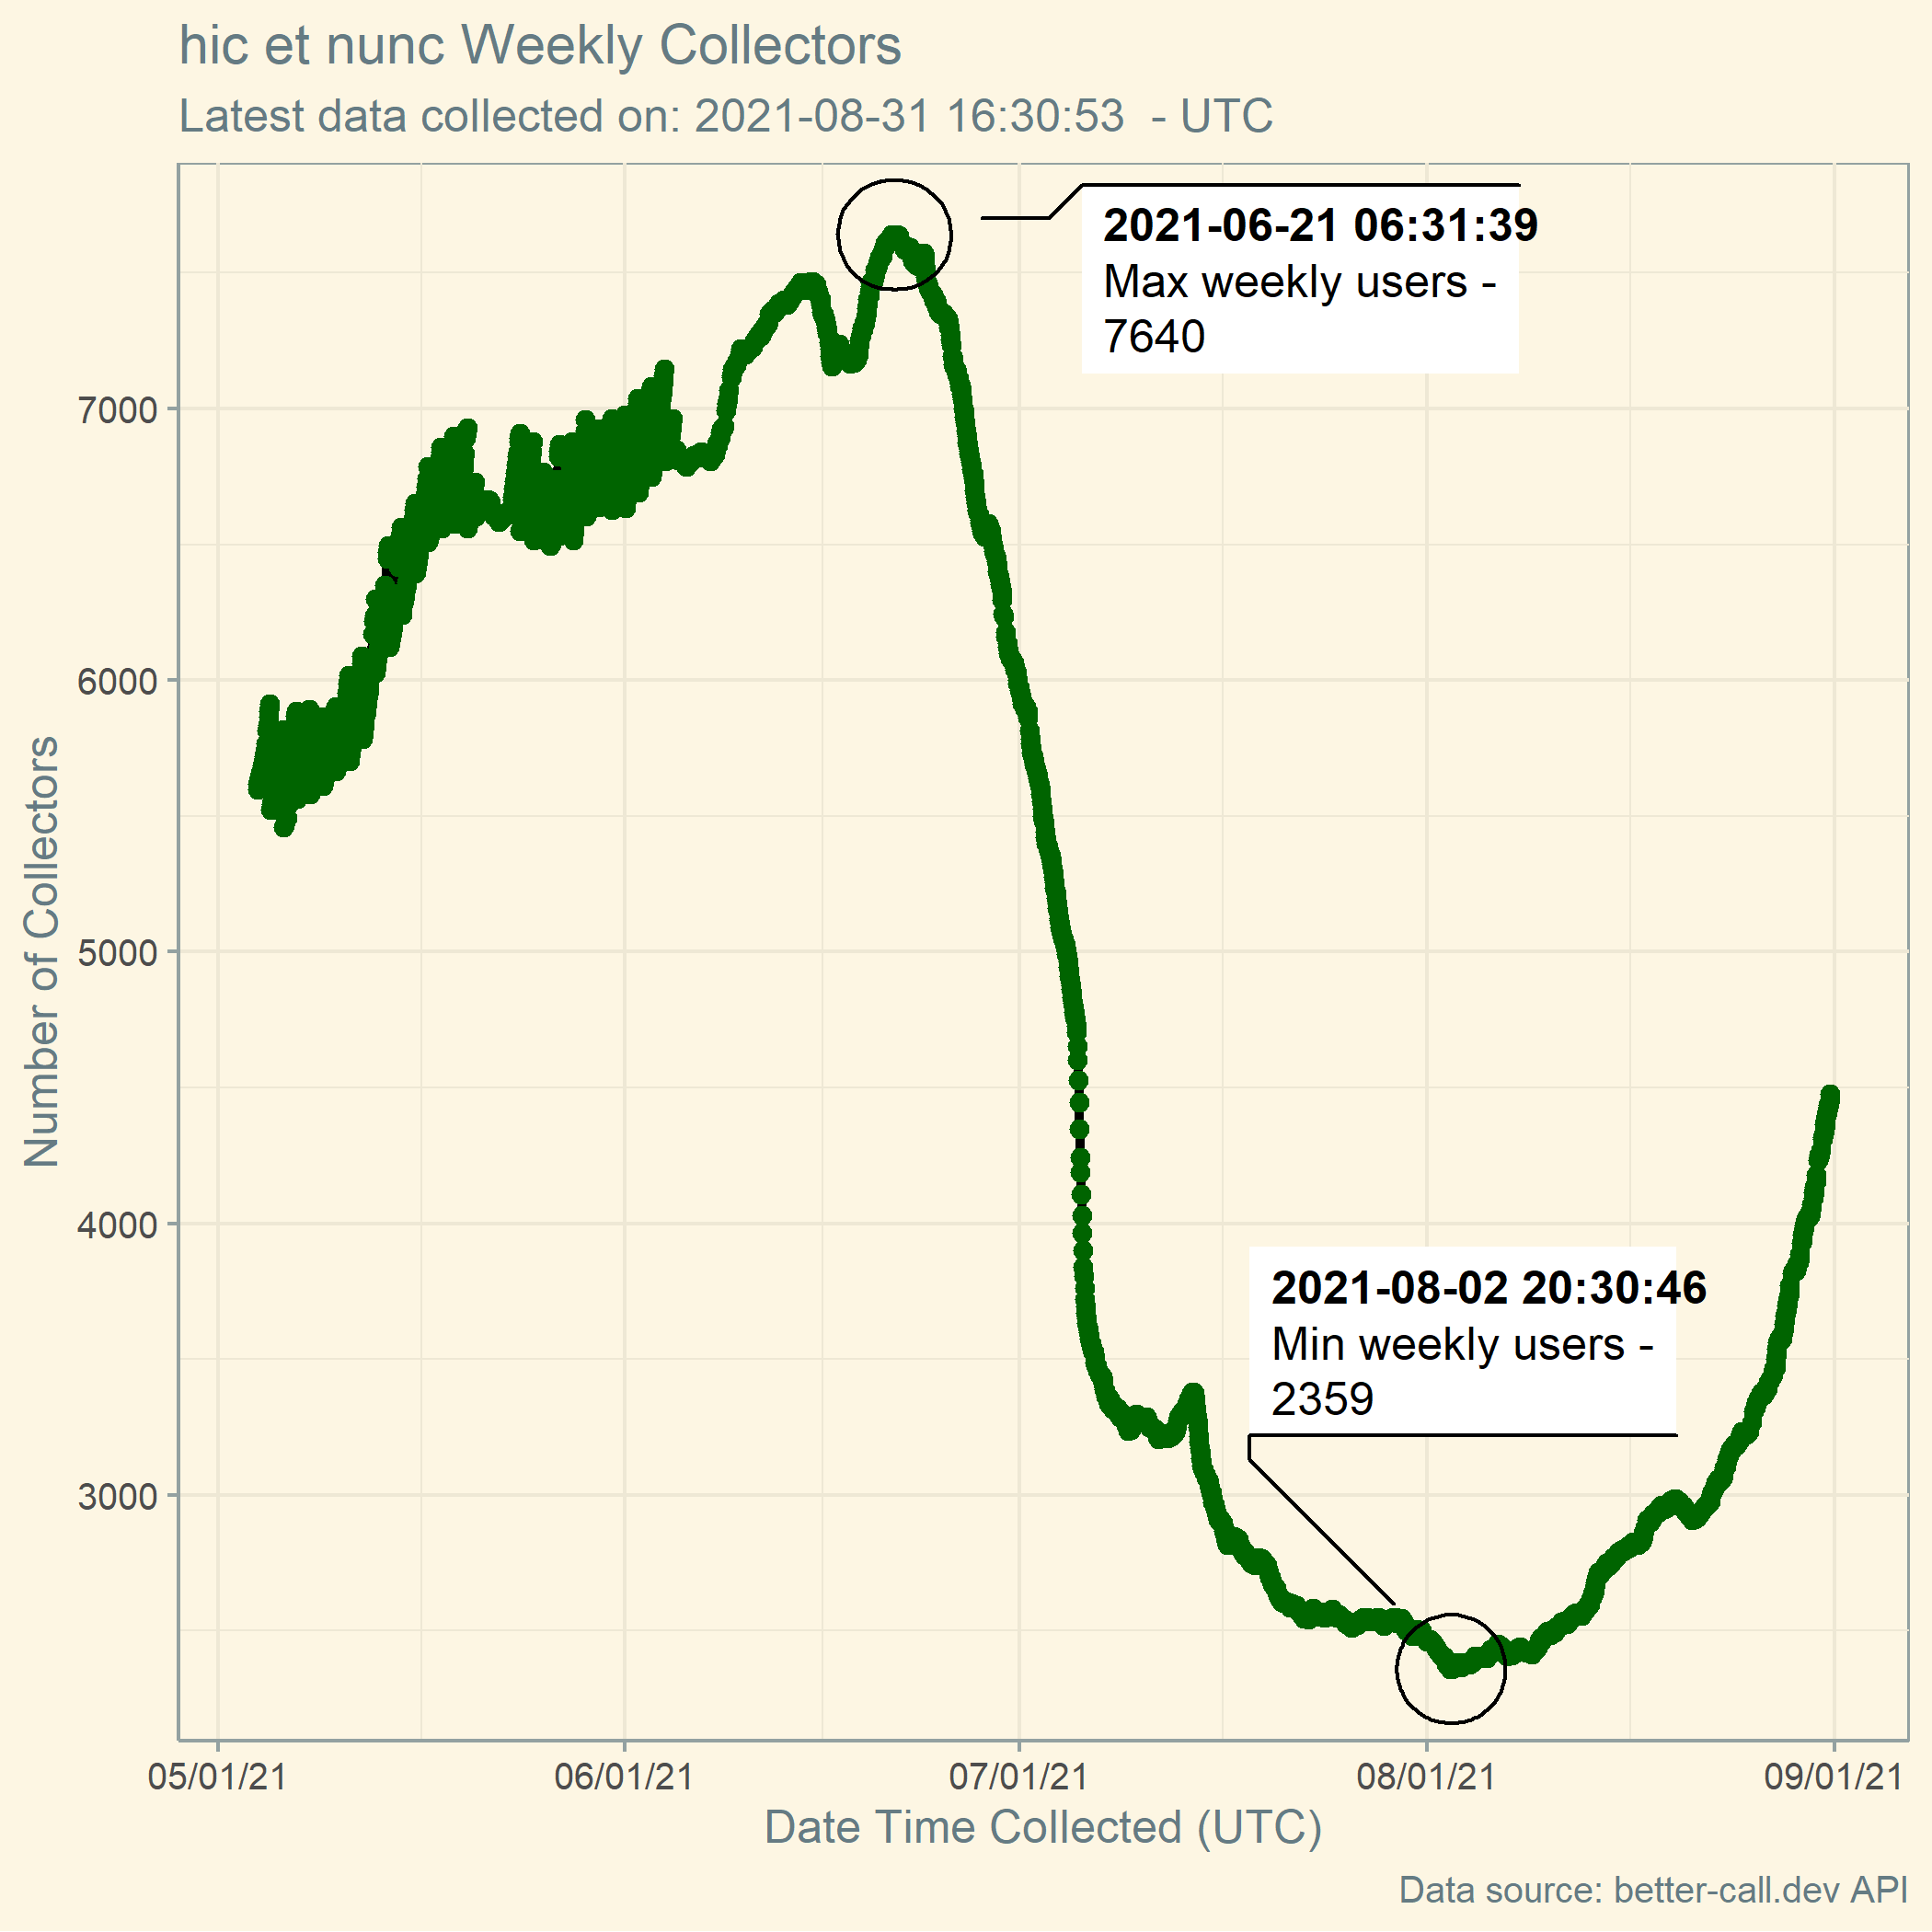 hic et nunc Weekly Collectors
Latest data collected on: 2021-08-31 16:30:53 - UTC
2021-06-21 06:31:39
Max weekly users -
7640
7000
6000
5000
4000
3000
Number of Collectors
2021-08-02 20:30:46
Min weekly users -
2359
05/01/21 06/01/21 07/01/21 08/01/21 09/01/21
Date Time Collected (UTC)
Data source: better-call.dev API